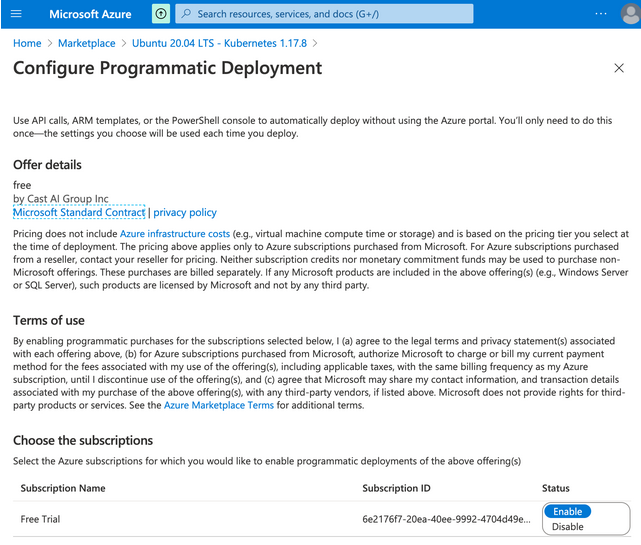 Microsoft Azure
Search resources, services, and docs (G+/)
Home > Marketplace > Ubuntu 20.04 LTS - Kubernetes 1.17.8 >
Configure Programmatic Deployment
Use API calls, ARM templates, or the PowerShell console to automatically deploy without using the Azure portal. You'll only need to do this
once—the settings you choose will be used each time you deploy.
Offer details
free
by Cast AI Group Inc
Microsoft Standard Contract | privacy policy
Pricing does not include Azure infrastructure costs (e.g., virtual machine compute time or storage) and is based on the pricing tier you select at
the time of deployment. The pricing above applies only to Azure subscriptions purchased from Microsoft. For Azure subscriptions purchased
from a reseller, contact your reseller for pricing. Neither subscription credits nor monetary commitment funds may be used to purchase non-
Microsoft offerings. These purchases are billed separately. If any Microsoft products are included in the above offering(s) (e.g., Windows Server
or SQL Server), such products are licensed by Microsoft and not by any third party.
Terms of use
By enabling programmatic purchases for the subscriptions selected below, I (a) agree to the legal terms and privacy statement(s) associated
with each offering above, (b) for Azure subscriptions purchased from Microsoft, authorize Microsoft to charge or bill my current payment
method for the fees associated with my use of the offering(s), including applicable taxes, with the same billing frequency as my Azure
subscription, until I discontinue use of the offering(s), and (c) agree that Microsoft may share my contact information, and transaction details
associated with my purchase of the above offering(s), with any third-party vendors, if listed above. Microsoft does not provide rights for third-
party products or services. See the Azure Marketplace Terms for additional terms.
Choose the subscriptions
Select the Azure subscriptions for which you would like to enable programmatic deployments of the above offering(s)
Subscription Name Subscription ID Status
Free Trial 6e2176f7-20ea-40ee-9992-4704d49e... Enable
Disable